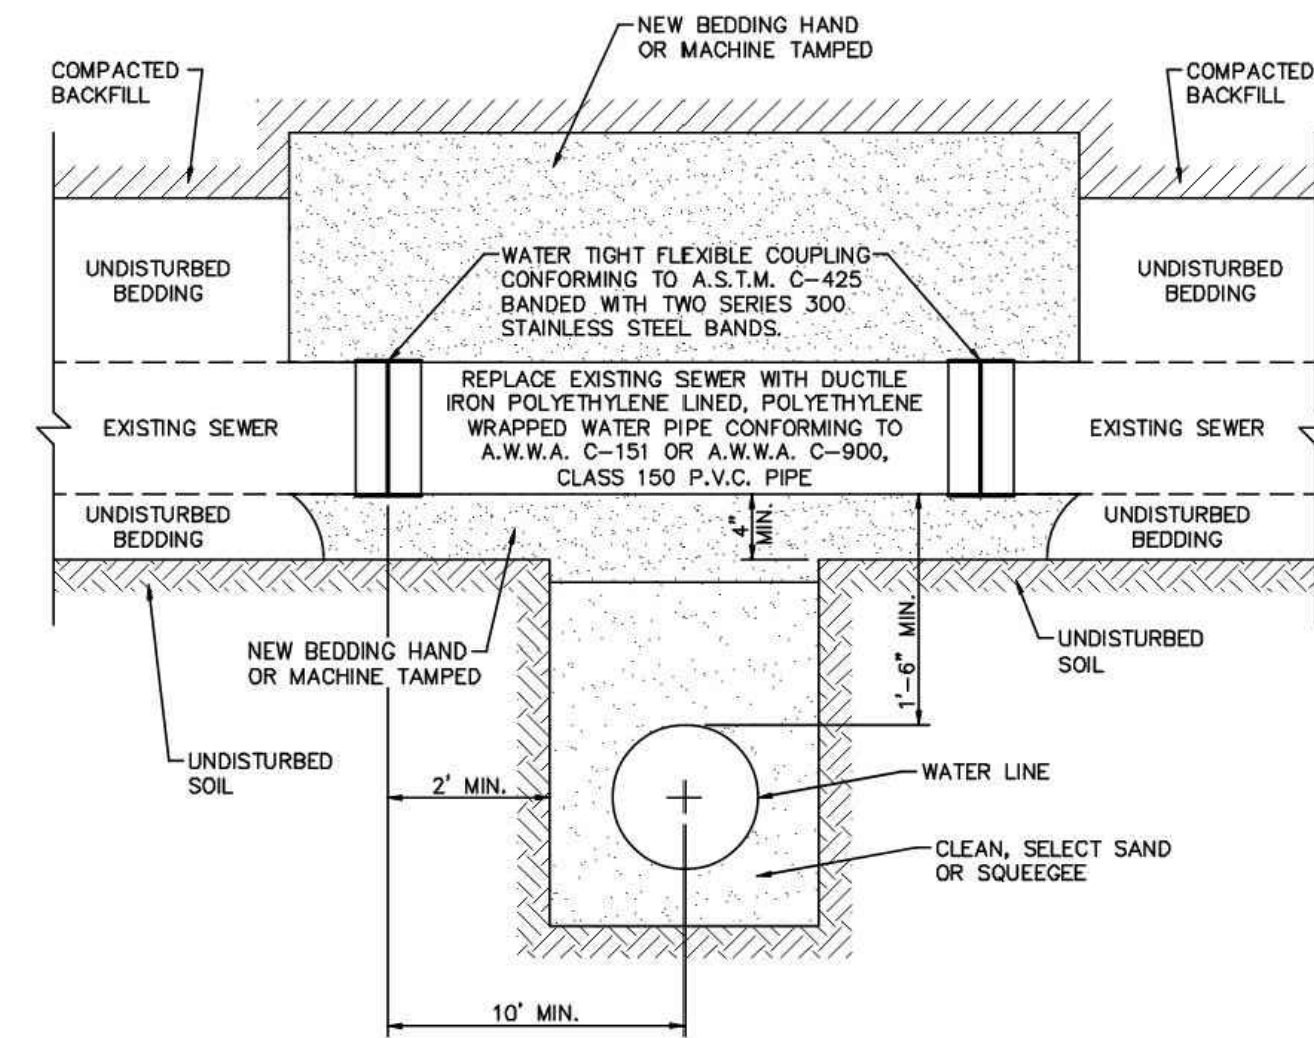 NEW BEDDING HAND
OR MACHINE TAMPED
COMPACTED
BACKFILL
COMPACTED
BACKFILL
UNDISTURBED
BEDDING
WATER TIGHT FLEXIBLE COUPLING
CONFORMING TO A.S.T.M. C-425
BANDED WITH TWO SERIES 300
STAINLESS STEEL BANDS.
UNDISTURBED
BEDDING
EXISTING SEWER
REPLACE EXISTING SEWER WITH DUCTILE
IRON POLYETHYLENE LINED, POLYETHYLENE
WRAPPED WATER PIPE CONFORMING TO
A.W.W.A. C-151 OR A.W.W.A. C-900,
CLASS 150 P.V.C. PIPE
EXISTING SEWER
UNDISTURBED
BEDDING
4"
MIN.
UNDISTURBED
BEDDING
NEW BEDDING HAND
OR MACHINE TAMPED
1'-6" MIN.
UNDISTURBED
SOIL
UNDISTURBED
SOIL
2' MIN.
WATER LINE
CLEAN, SELECT SAND
OR SQUEEGEE
10' MIN.